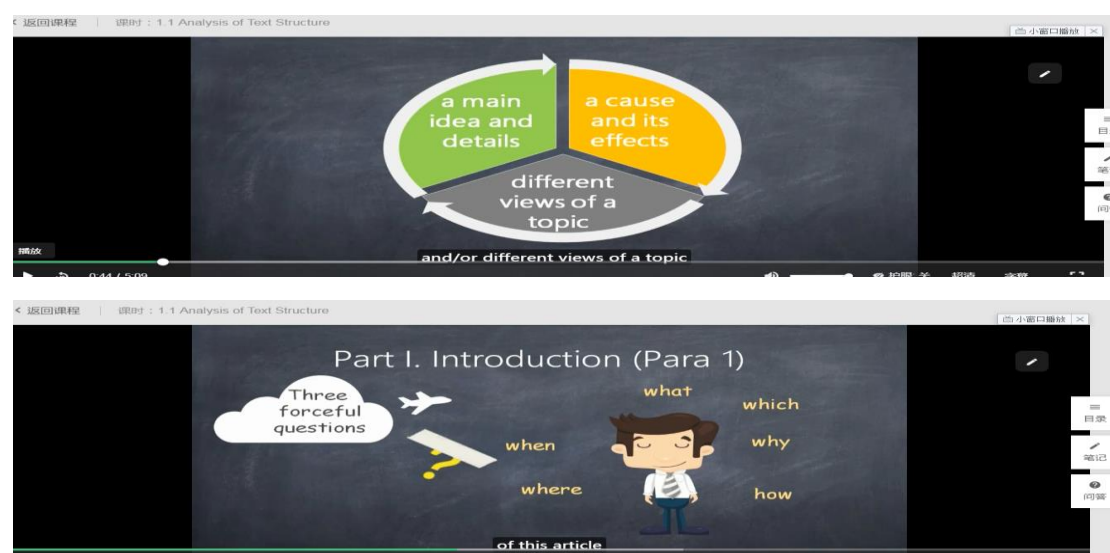 < 返回课程 | 课时：1.1 Analysis of Text Structure
小窗口播放 ×
a main
idea and
details
a cause
and its
effects
different
views of a
topic
目
播放
and/or different views of a topic
0:44 / 5:09
< 返回课程 | 课时：1.1 Analysis of Text Structure
小窗口播放 ×
Part I. Introduction (Para 1)
Three
forceful
questions
what
which
when
why
where
how
目录
笔记
问答
of this article